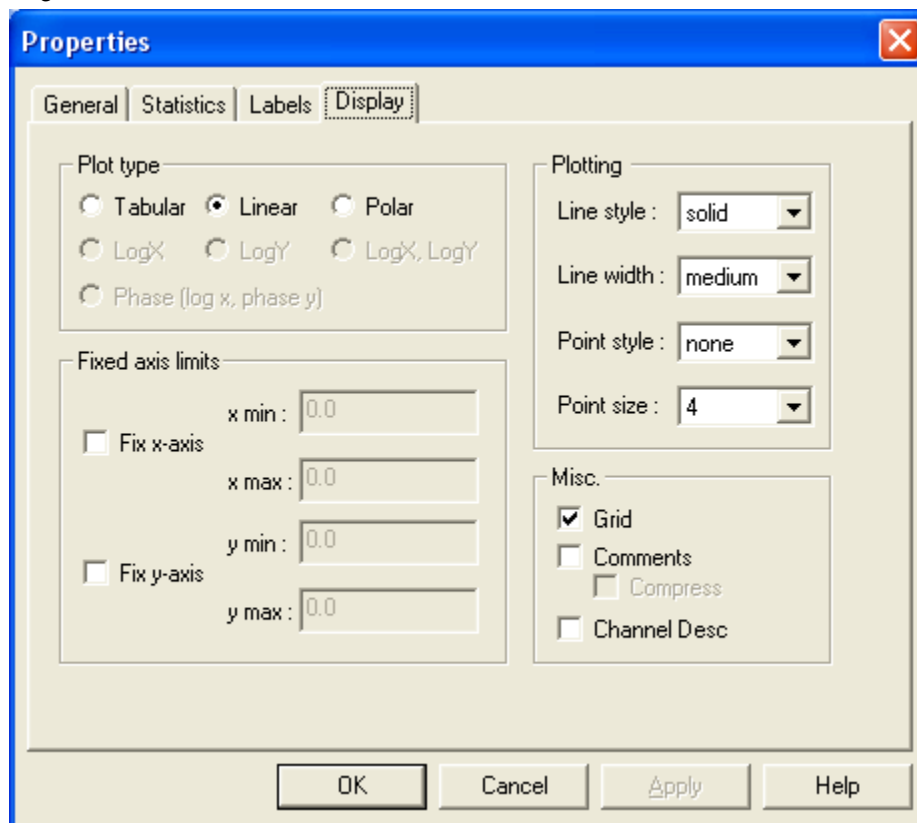 Properties
General Statistics Labels Display
Plot type
Tabular Linear Polar
LogX LogY LogX, LogY
Phase (log x, phase y)
Fixed axis limits
Fix x-axis
x min : 0.0
x max : 0.0
Fix y-axis
y min : 0.0
y max : 0.0
Plotting
Line style : solid
Line width : medium
Point style : none
Point size : 4
Misc.
Grid
Comments
Compress
Channel Desc
OK Cancel Apply Help